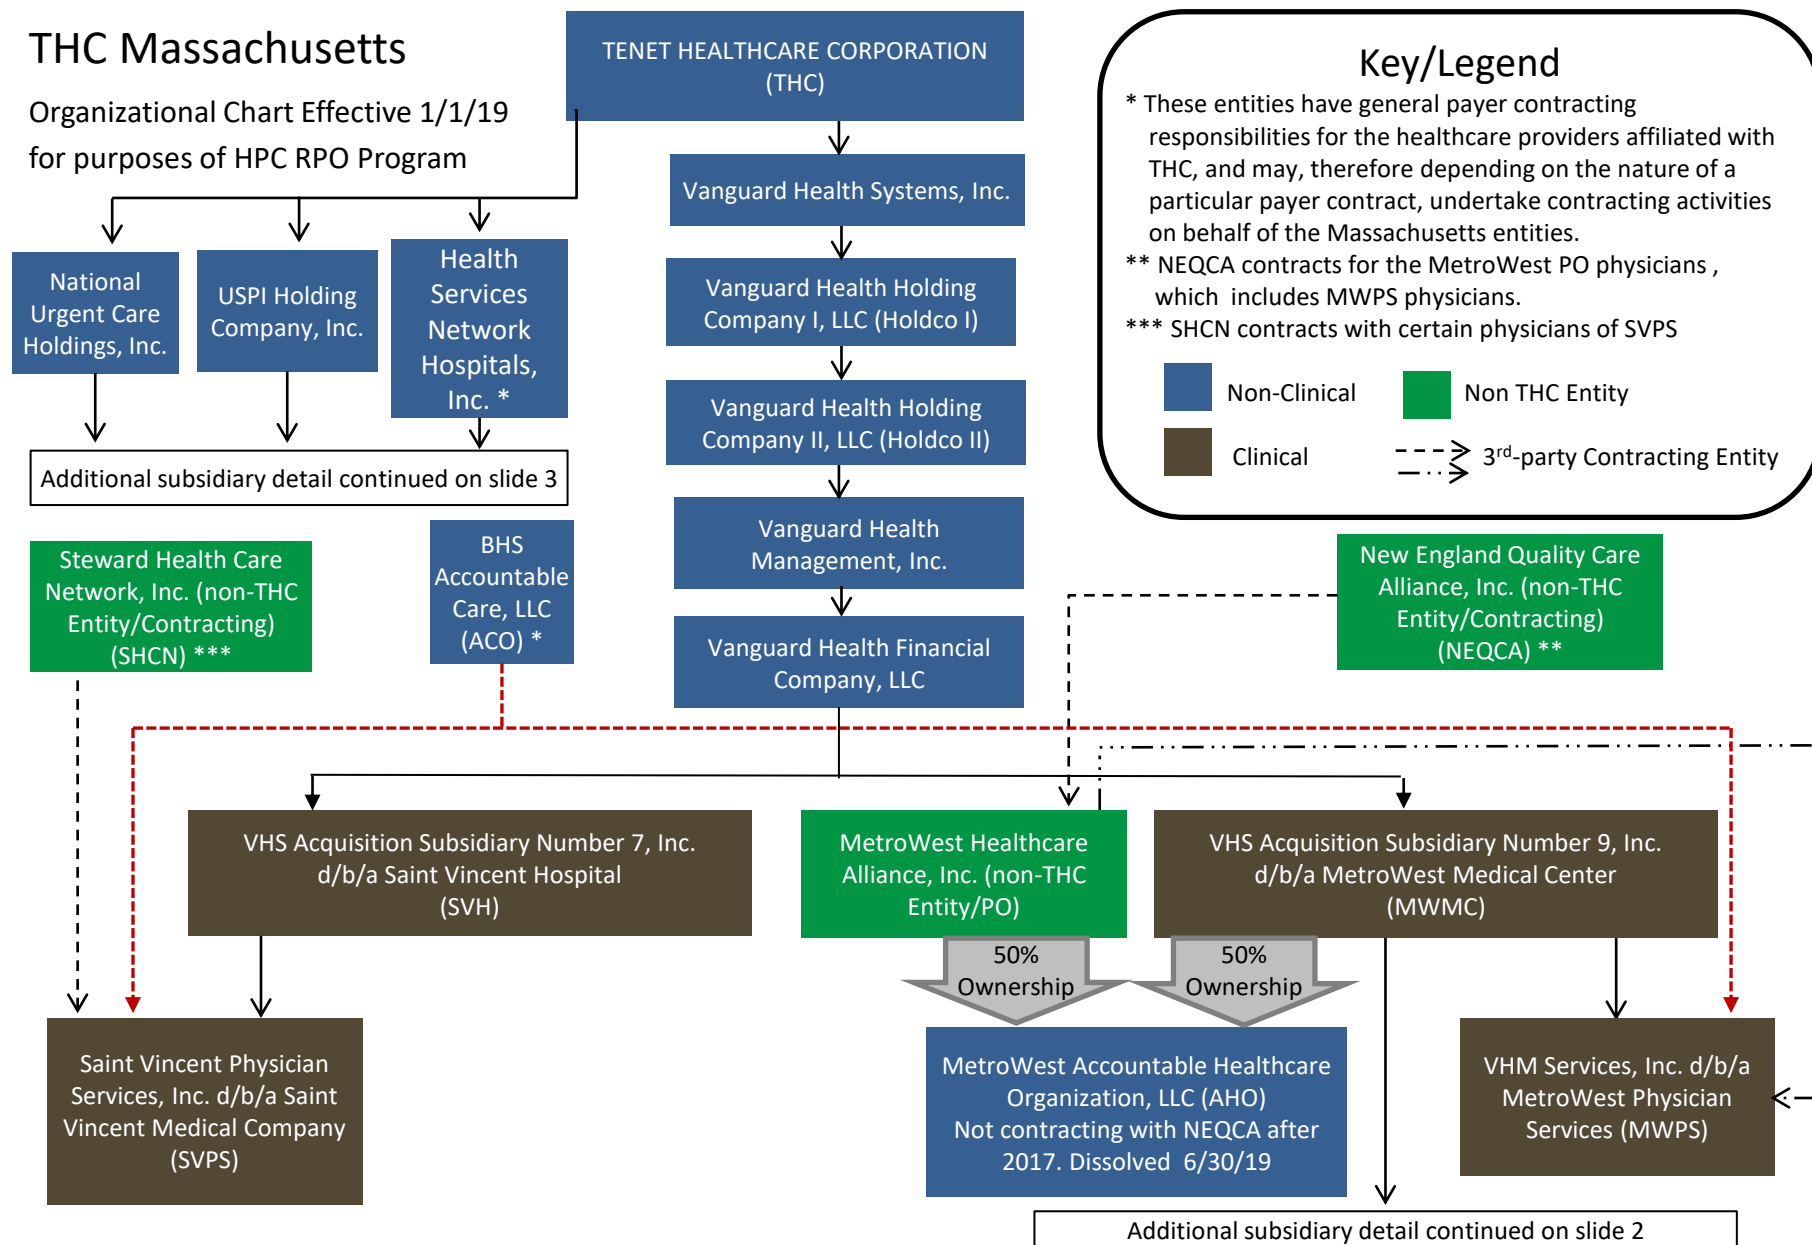 THC Massachusetts
Organizational Chart Effective 1/1/19
for purposes of HPC RPO Program
TENET HEALTHCARE CORPORATION
(THC)
Key/Legend
* These entities have general payer contracting
responsibilities for the healthcare providers affiliated with
THC, and may, therefore depending on the nature of a
particular payer contract, undertake contracting activities
on behalf of the Massachusetts entities.
** NEQCA contracts for the MetroWest PO physicians ,
which includes MWPS physicians.
*** SHCN contracts with certain physicians of SVPS
Non-Clinical
Non THC Entity
Clinical
3rd-party Contracting Entity
Vanguard Health Systems, Inc.
National
Urgent Care
Holdings, Inc.
USPI Holding
Company, Inc.
Health
Services
Network
Hospitals,
Inc. *
Vanguard Health Holding
Company I, LLC (Holdco I)
Vanguard Health Holding
Company II, LLC (Holdco II)
Additional subsidiary detail continued on slide 3
Vanguard Health
Management, Inc.
Steward Health Care
Network, Inc. (non-THC
Entity/Contracting)
(SHCN) ***
BHS
Accountable
Care, LLC
(ACO) *
New England Quality Care
Alliance, Inc. (non-THC
Entity/Contracting)
(NEQCA) **
Vanguard Health Financial
Company, LLC
VHS Acquisition Subsidiary Number 7, Inc.
d/b/a Saint Vincent Hospital
(SVH)
MetroWest Healthcare
Alliance, Inc. (non-THC
Entity/PO)
VHS Acquisition Subsidiary Number 9, Inc.
d/b/a MetroWest Medical Center
(MWMC)
50%
Ownership
50%
Ownership
Saint Vincent Physician
Services, Inc. d/b/a Saint
Vincent Medical Company
(SVPS)
MetroWest Accountable Healthcare
Organization, LLC (AHO)
Not contracting with NEQCA after
2017. Dissolved 6/30/19
VHM Services, Inc. d/b/a
MetroWest Physician
Services (MWPS)
Additional subsidiary detail continued on slide 2